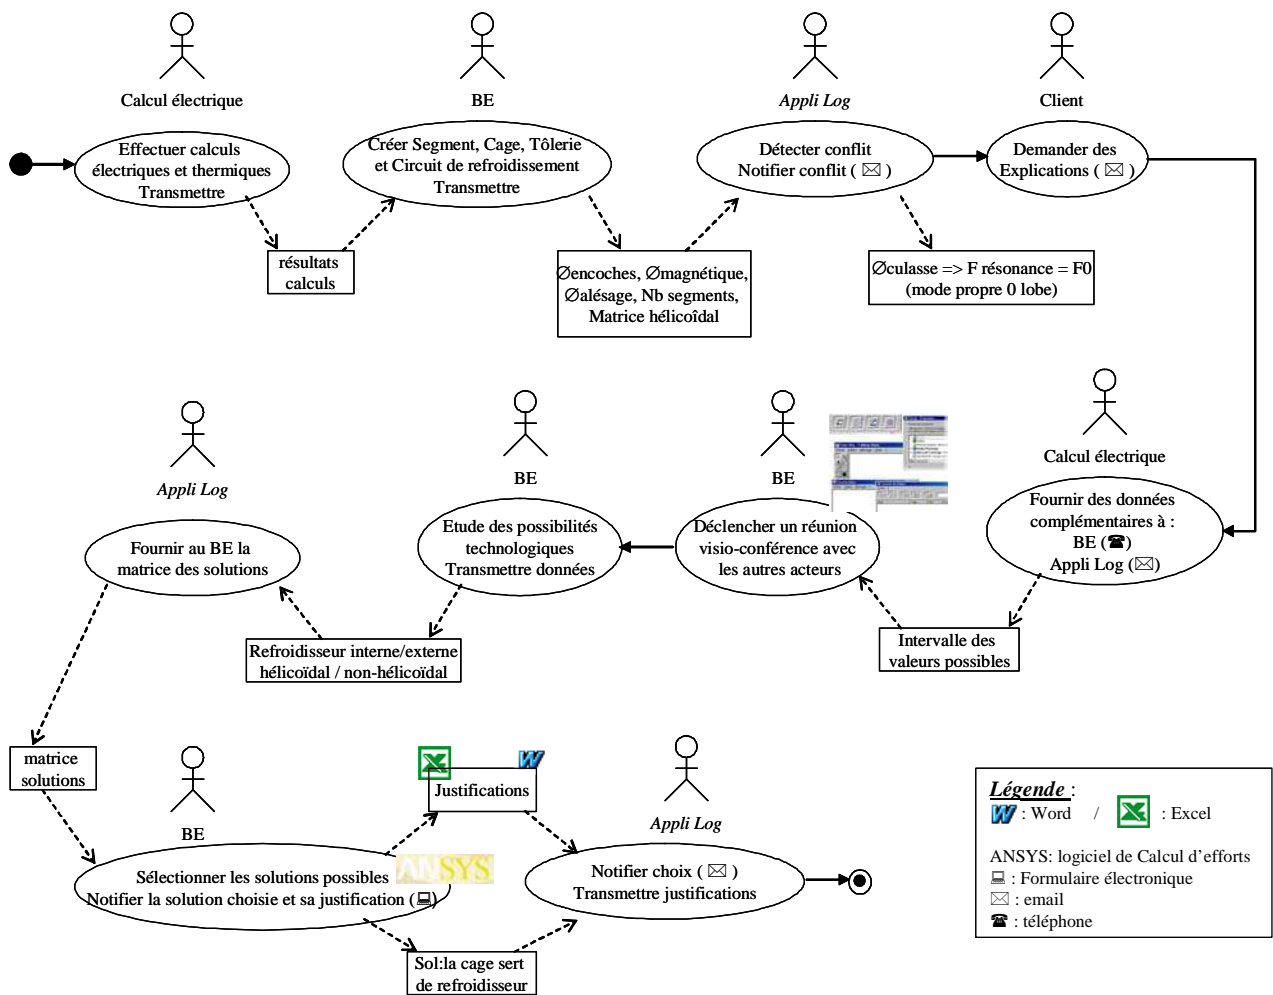 Calcul électrique
BE
Appli Log
Client
Effectuer calculs
électriques et thermiques
Transmettre
Créer Segment, Cage, Tôlerie
et Circuit de refroidissement
Transmettre
Détecter conflit
Notifier conflit ( ✉ )
Demander des
Explications ( ✉ )
résultats
calculs
Øencoches, Ømagnétique,
Øalésage, Nb segments,
Matrice hélicoîdal
Øculasse => F résonance = F0
(mode propre 0 lobe)
Appli Log
BE
BE
Calcul électrique
Fournir au BE la
matrice des solutions
Etude des possibilités
technologiques
Transmettre données
Déclencher un réunion
visio-conférence avec
les autres acteurs
Fournir des données
complémentaires à :
BE (☎)
Appli Log (✉)
Refroidisseur interne/externe
hélicoïdal / non-hélicoïdal
Intervalle des
valeurs possibles
matrice
solutions
BE
Justifications
Appli Log
ANSYS
Sélectionner les solutions possibles
Notifier la solution choisie et sa justification (💻)
Notifier choix ( ✉ )
Transmettre justifications
Sol:la cage sert
de refroidisseur
Légende :
W : Word / X : Excel
ANSYS: logiciel de Calcul d'efforts
💻 : Formulaire électronique
✉ : email
☎ : téléphone